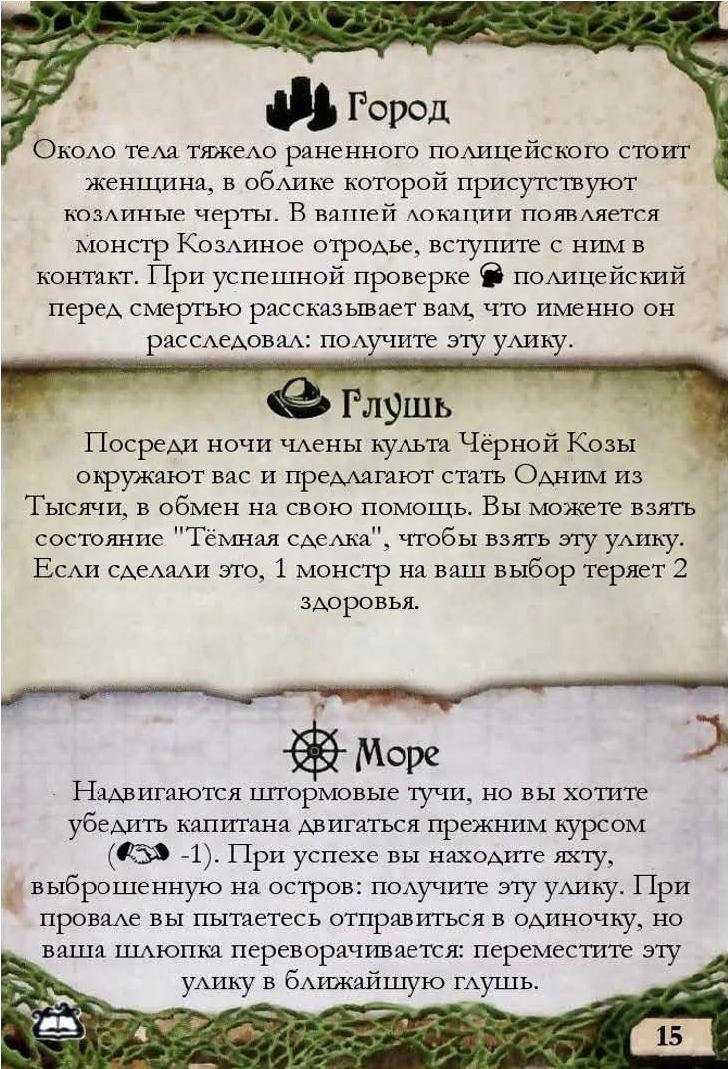 Город
Около тела тяжело раненного полицейского стоит
женщина, в облике которой присутствуют
козлиные черты. В вашей локации появляется
монстр Козлиное отродье, вступите с ним в
контакт. При успешной проверке полицейский
перед смертью рассказывает вам, что именно он
расследовал: получите эту улику.
Глушь
Посреди ночи члены культа Чёрной Козы
окружают вас и предлагают стать Одним из
Тысячи, в обмен на свою помощь. Вы можете взять
состояние "Тёмная сделка", чтобы взять эту улику.
Если сделали это, 1 монстр на ваш выбор теряет 2
здоровья.
Море
Надвигаются штормовые тучи, но вы хотите
убедить капитана двигаться прежним курсом
( -1). При успехе вы находите яхту,
выброшенную на остров: получите эту улику. При
провале вы пытаетесь отправиться в одиночку, но
ваша шлюпка переворачивается: переместите эту
улику в ближайшую глушь.
15